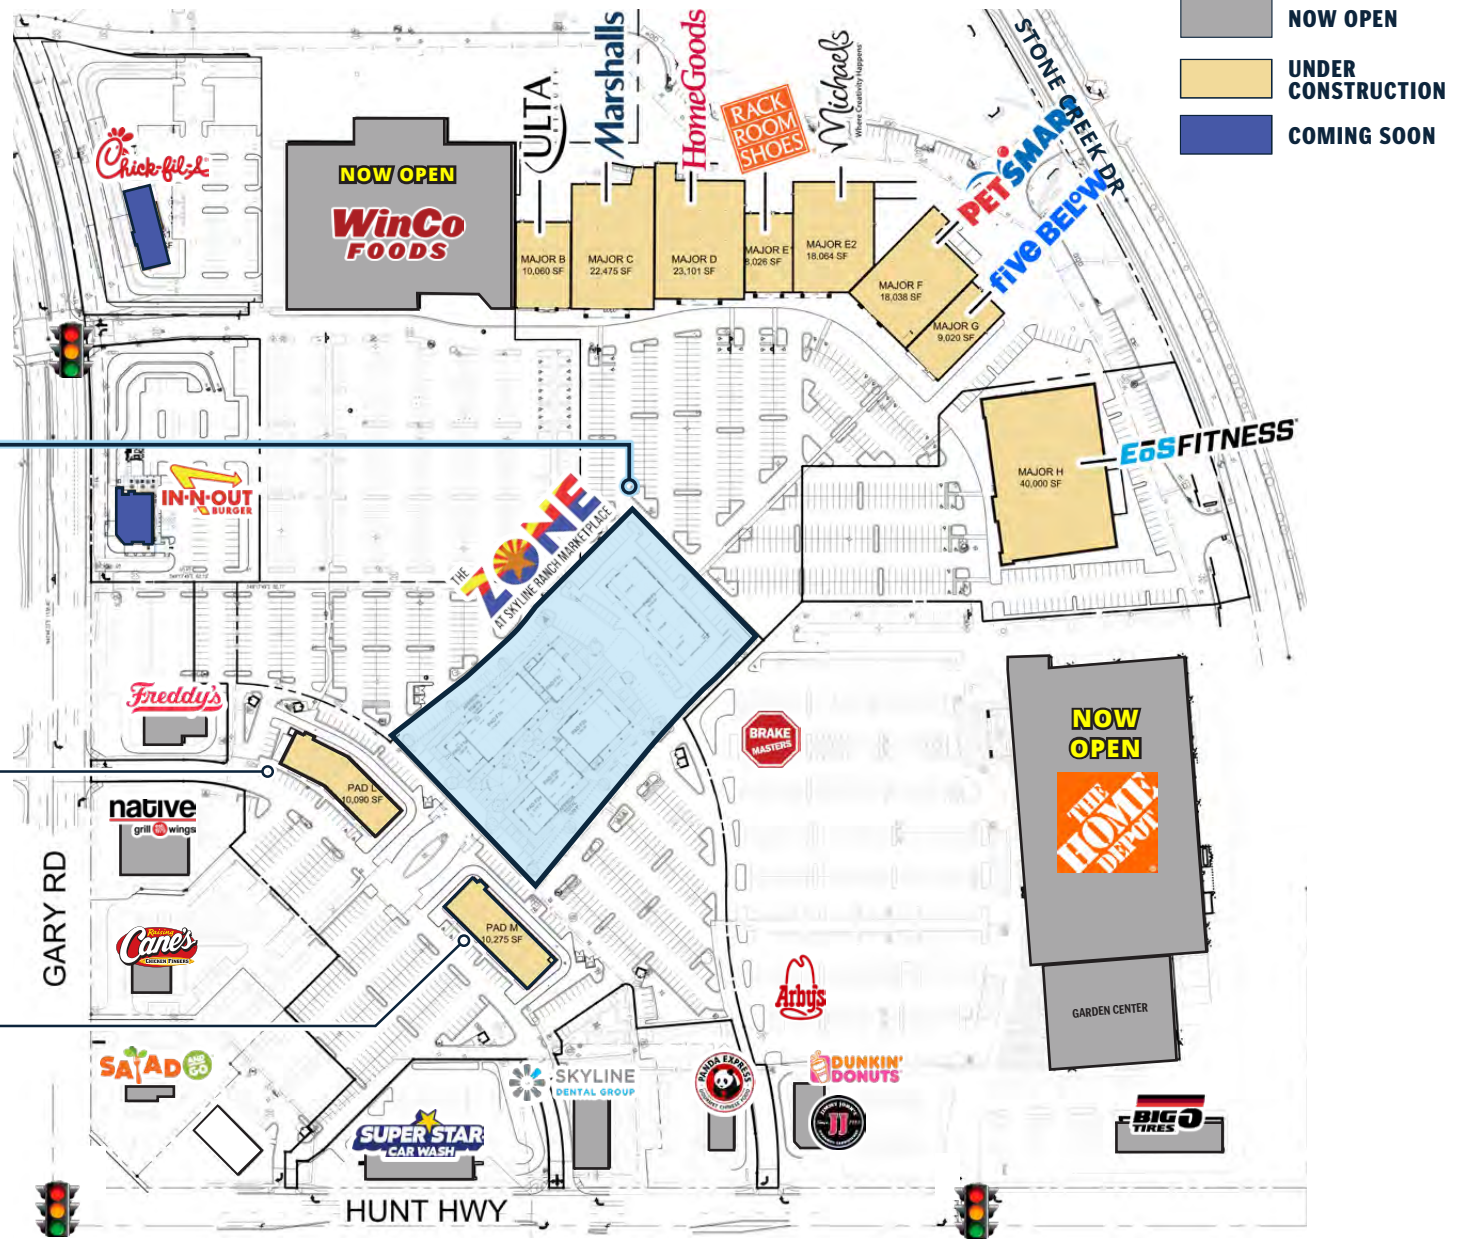 NOW OPEN
UNDER
CONSTRUCTION
COMING SOON
STONE CREEK DR
Chick-fil-A
NOW OPEN
WinCo
FOODS
ULTA
BEAUTY
Marshalls
HomeGoods
RACK
ROOM
SHOES
Michaels
Where Creativity Happens
PETSMART
five BELOW
MAJOR B
10,060 SF
MAJOR C
22,475 SF
MAJOR D
23,101 SF
MAJOR E1
8,026 SF
MAJOR E2
18,064 SF
MAJOR F
18,038 SF
MAJOR G
9,020 SF
MAJOR H
40,000 SF
EōSFITNESS
IN-N-OUT
BURGER
THE
ZONE
AT SKYLINE RANCH MARKETPLACE
Freddy's
PAD L
10,090 SF
BRAKE
MASTERS
NOW
OPEN
THE
HOME
DEPOT
native
grill wings
GARY RD
Raising
Cane's
CHICKEN FINGERS
PAD M
10,275 SF
Arby's
GARDEN CENTER
SALAD
AND
GO
SKYLINE
DENTAL GROUP
PANDA EXPRESS
GOURMET CHINESE FOOD
DUNKIN'
DONUTS
JIMMY JOHN'S
JJ
BIG O
TIRES
SUPER STAR
CAR WASH
HUNT HWY